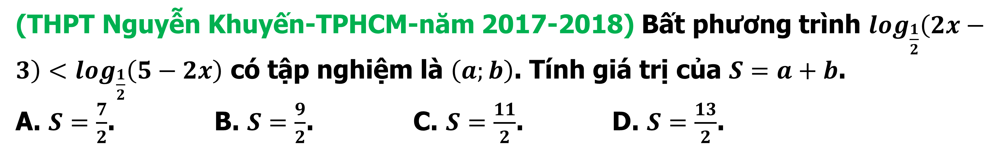 (THPT Nguyễn Khuyến-TPHCM-năm 2017-2018) Bất phương trình $log_{\frac{1}{2}}(2x -$
$3) < log_{\frac{1}{2}}(5 - 2x)$ có tập nghiệm là $(a; b)$. Tính giá trị của $S = a + b$.
A. $S = \frac{7}{2}$. B. $S = \frac{9}{2}$. C. $S = \frac{11}{2}$. D. $S = \frac{13}{2}$.